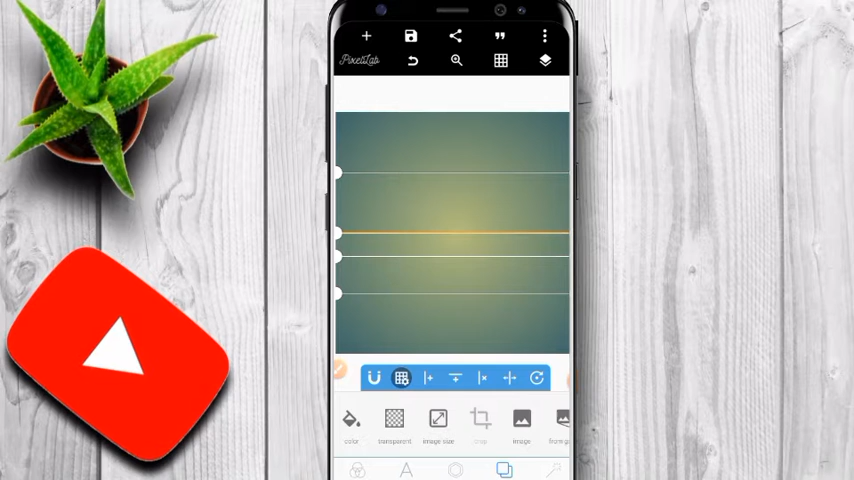 PixelLab
color
transparent
image size
crop
image